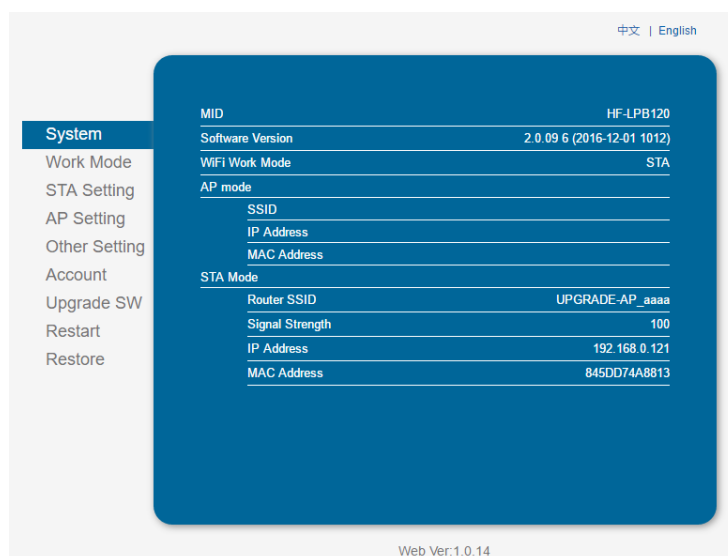 中文 | English
System
Work Mode
STA Setting
AP Setting
Other Setting
Account
Upgrade SW
Restart
Restore
MID HF-LPB120
Software Version 2.0.09 6 (2016-12-01 1012)
WiFi Work Mode STA
AP mode
SSID
IP Address
MAC Address
STA Mode
Router SSID UPGRADE-AP_aaaa
Signal Strength 100
IP Address 192.168.0.121
MAC Address 845DD74A8813
Web Ver:1.0.14